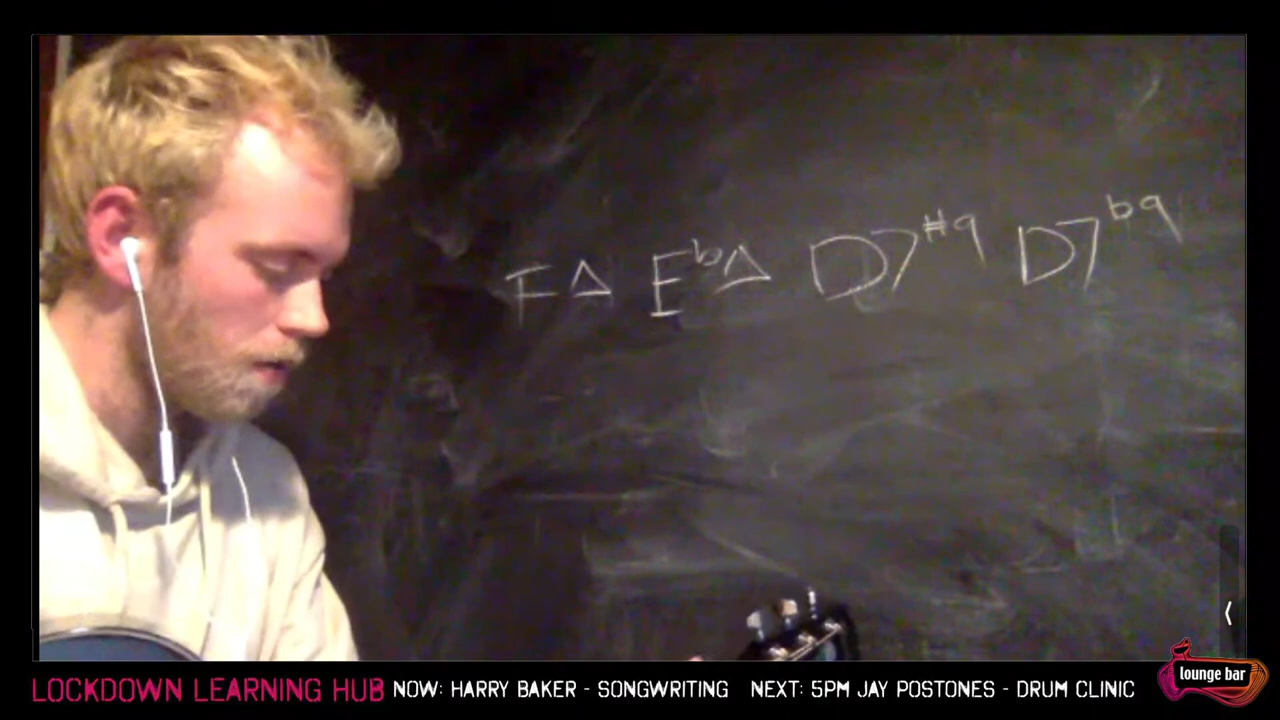 F△ E♭△ D7#9 D7♭9
LOCKDOWN LEARNING HUB NOW: HARRY BAKER - SONGWRITING NEXT: 5PM JAY POSTONES - DRUM CLINIC
lounge bar